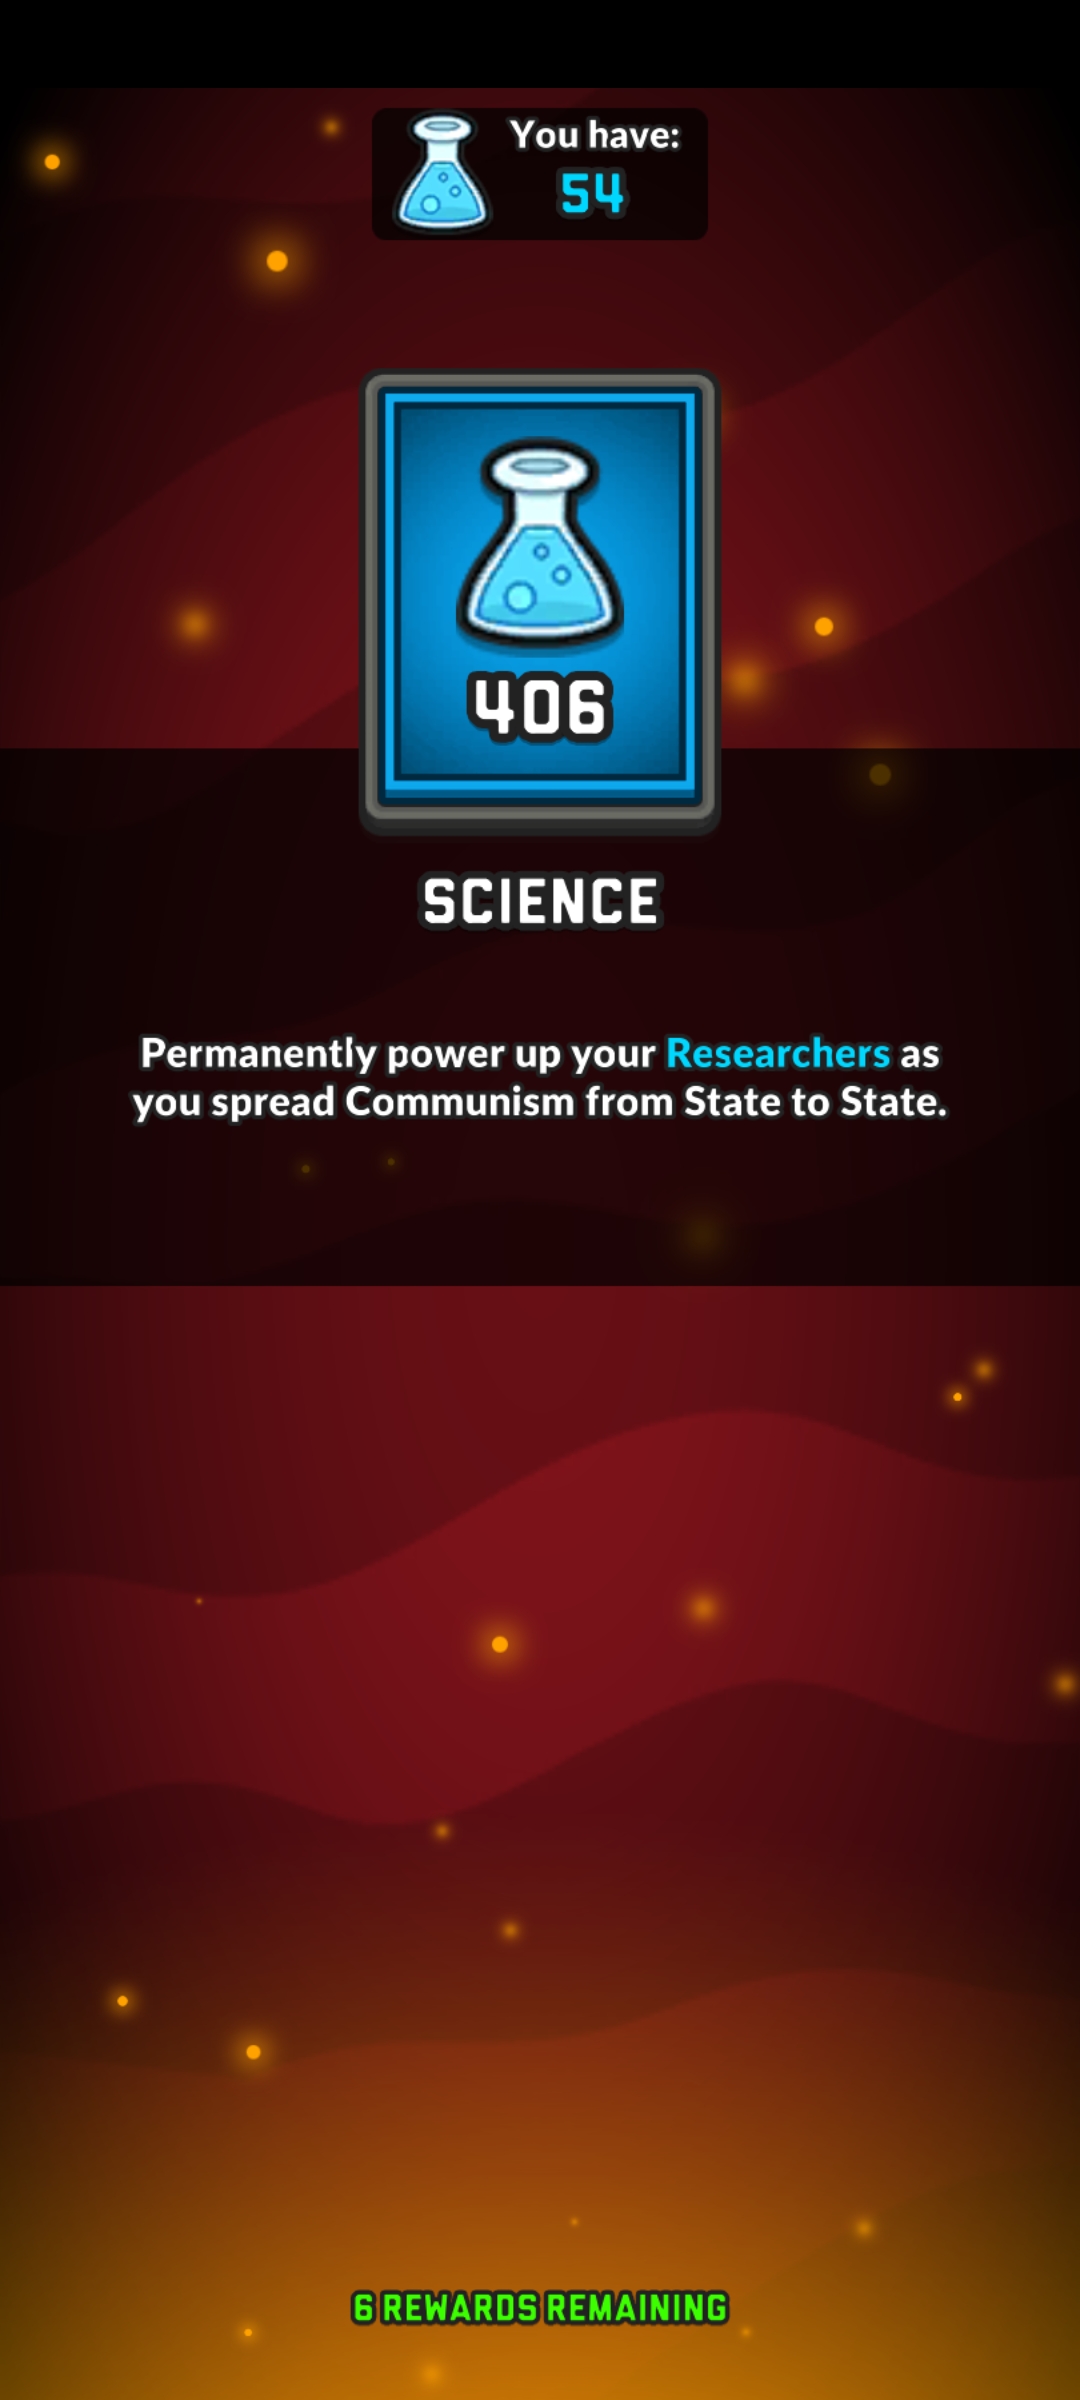 You have:
54
406
SCIENCE
Permanently power up your Researchers as
you spread Communism from State to State.
6 REWARDS REMAINING